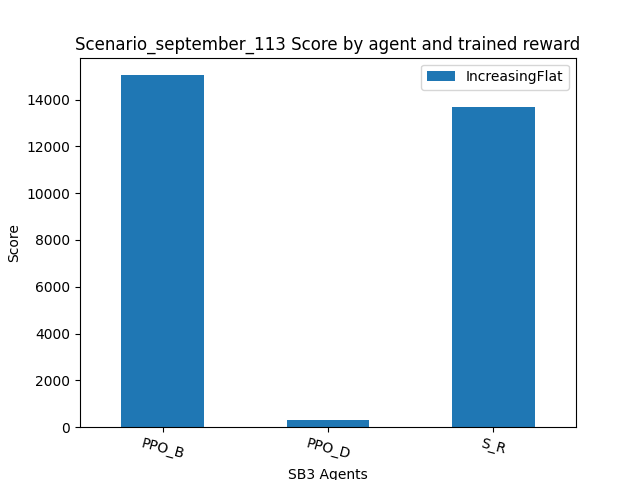 Scenario_september_113 Score by agent and trained reward
IncreasingFlat
14000
12000
10000
8000
6000
4000
2000
0
Score
PPO_B
PPO_D
S_R
SB3 Agents